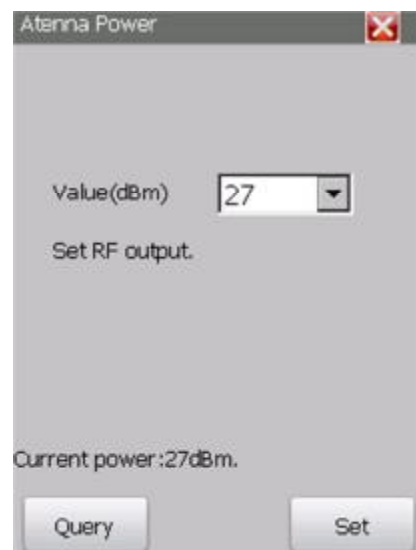 Atenna Power
Value(dBm) 27
Set RF output.
Current power:27dBm.
Query Set